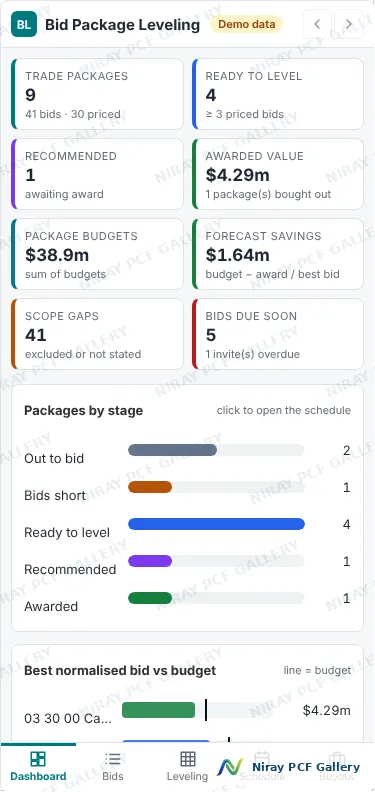 BL Bid Package Leveling Demo data
TRADE PACKAGES
9
41 bids · 30 priced
READY TO LEVEL
4
≥ 3 priced bids
RECOMMENDED
1
awaiting award
AWARDED VALUE
$4.29m
1 package(s) bought out
PACKAGE BUDGETS
$38.9m
sum of budgets
FORECAST SAVINGS
$1.64m
budget − award / best bid
SCOPE GAPS
41
excluded or not stated
BIDS DUE SOON
5
1 invite(s) overdue
Packages by stage click to open the schedule
Out to bid 2
Bids short 1
Ready to level 4
Recommended 1
Awarded 1
Best normalised bid vs budget line = budget
03 30 00 Ca... $4.29m
Dashboard Bids Leveling Schedule Buyout
Niray PCF Gallery
NIRAY PCF GALLERY